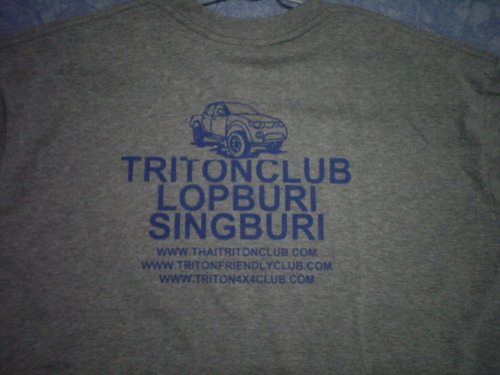 TRITONCLUB
LOPBURI
SINGBURI
WWW.THAITRITONCLUB.COM
WWW.TRITONFRIENDLYCLUB.COM
WWW.TRITON4X4CLUB.COM